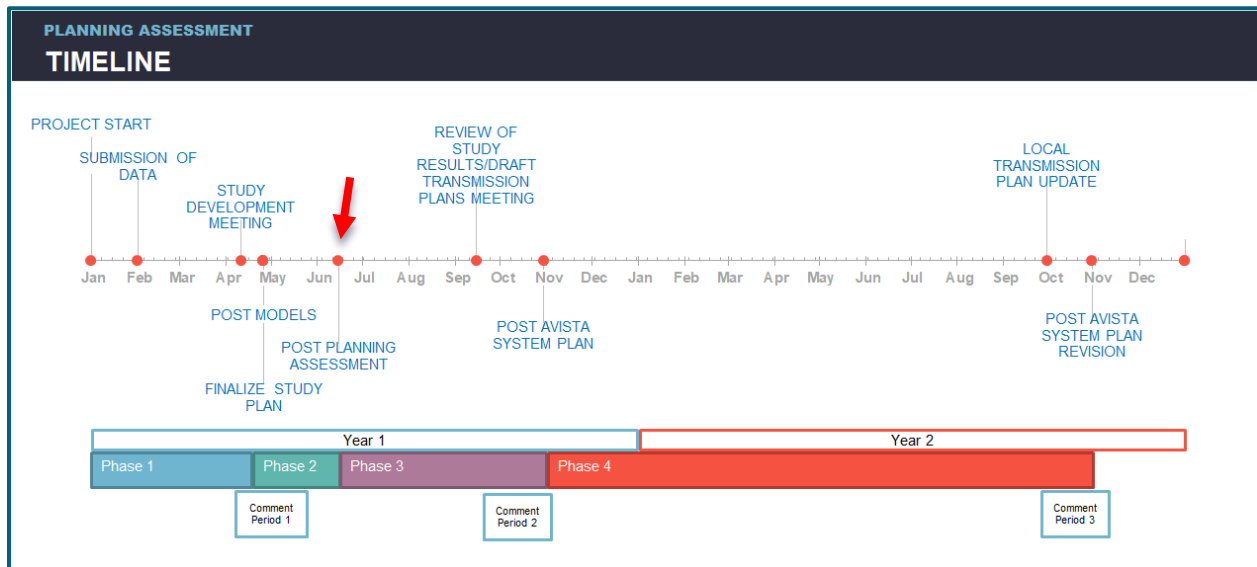 PLANNING ASSESSMENT
TIMELINE
PROJECT START
SUBMISSION OF
DATA
STUDY
DEVELOPMENT
MEETING
REVIEW OF
STUDY
RESULTS/DRAFT
TRANSMISSION
PLANS MEETING
LOCAL
TRANSMISSION
PLAN UPDATE
Jan Feb Mar Apr May Jun Jul Aug Sep Oct Nov Dec Jan Feb Mar Apr May Jun Jul Aug Sep Oct Nov Dec
POST MODELS
FINALIZE STUDY
PLAN
POST PLANNING
ASSESSMENT
POST AVISTA
SYSTEM PLAN
POST AVISTA
SYSTEM PLAN
REVISION
Year 1
Year 2
Phase 1
Phase 2
Phase 3
Phase 4
Comment
Period 1
Comment
Period 2
Comment
Period 3